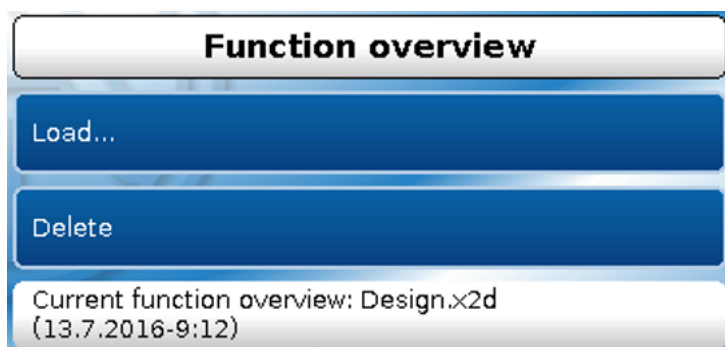 Function overview
Load...
Delete
Current function overview: Design.x2d
(13.7.2016-9:12)